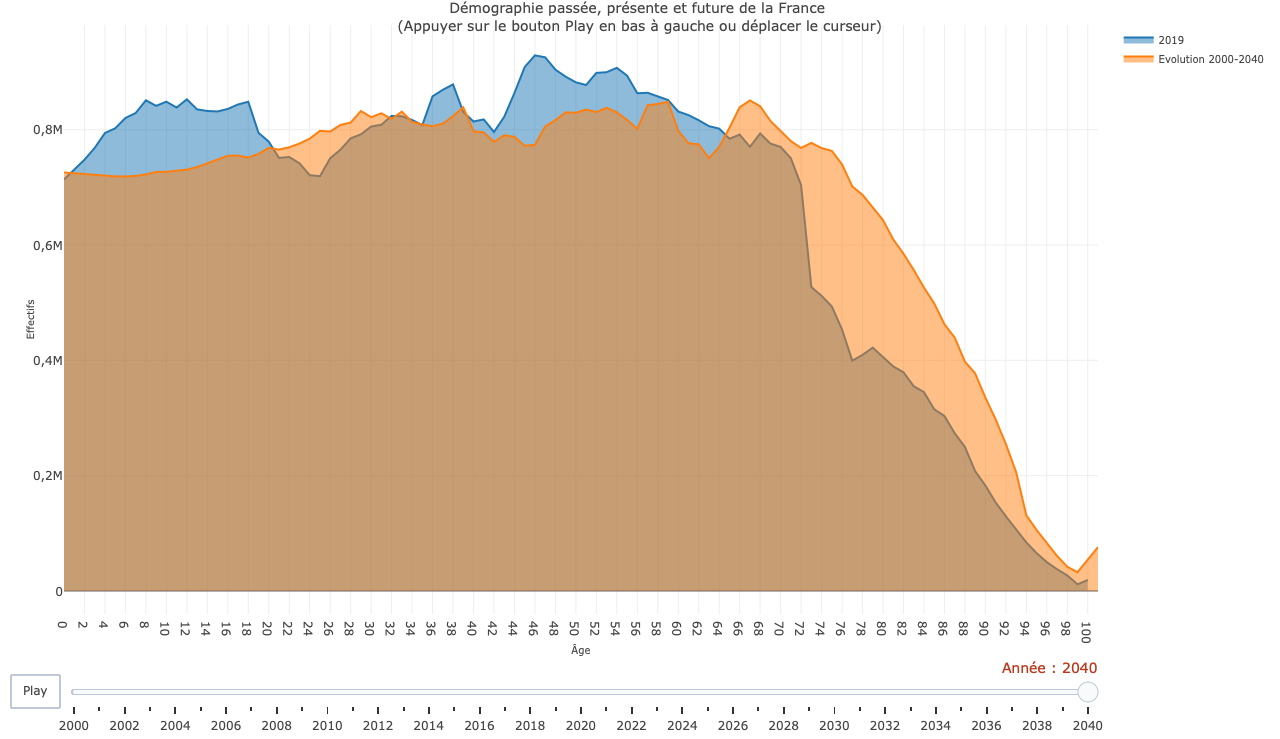 Démographie passée, présente et future de la France
(Appuyer sur le bouton Play en bas à gauche ou déplacer le curseur)
2019
Evolution 2000-2040
0,8M
0,6M
0,4M
0,2M
0
Effectifs
0 2 4 6 8 10 12 14 16 18 20 22 24 26 28 30 32 34 36 38 40 42 44 46 48 50 52 54 56 58 60 62 64 66 68 70 72 74 76 78 80 82 84 86 88 90 92 94 96 98 100
Âge
Année : 2040
Play
2000 2002 2004 2006 2008 2010 2012 2014 2016 2018 2020 2022 2024 2026 2028 2030 2032 2034 2036 2038 2040